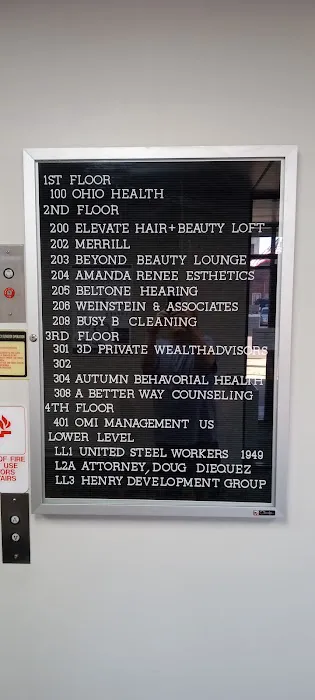 1ST FLOOR
100 OHIO HEALTH
2ND FLOOR
200 ELEVATE HAIR+BEAUTY LOFT
202 MERRILL
203 BEYOND BEAUTY LOUNGE
204 AMANDA RENEE ESTHETICS
205 BELTONE HEARING
206 WEINSTEIN & ASSOCIATES
208 BUSY B CLEANING
3RD FLOOR
301 3D PRIVATE WEALTHADVISORS
302
304 AUTUMN BEHAVORIAL HEALTH
308 A BETTER WAY COUNSELING
4TH FLOOR
401 OMI MANAGEMENT US
LOWER LEVEL
LL1 UNITED STEEL WORKERS 1949
L2A ATTORNEY, DOUG DIEQUEZ
LL3 HENRY DEVELOPMENT GROUP
OF FIRE
USE